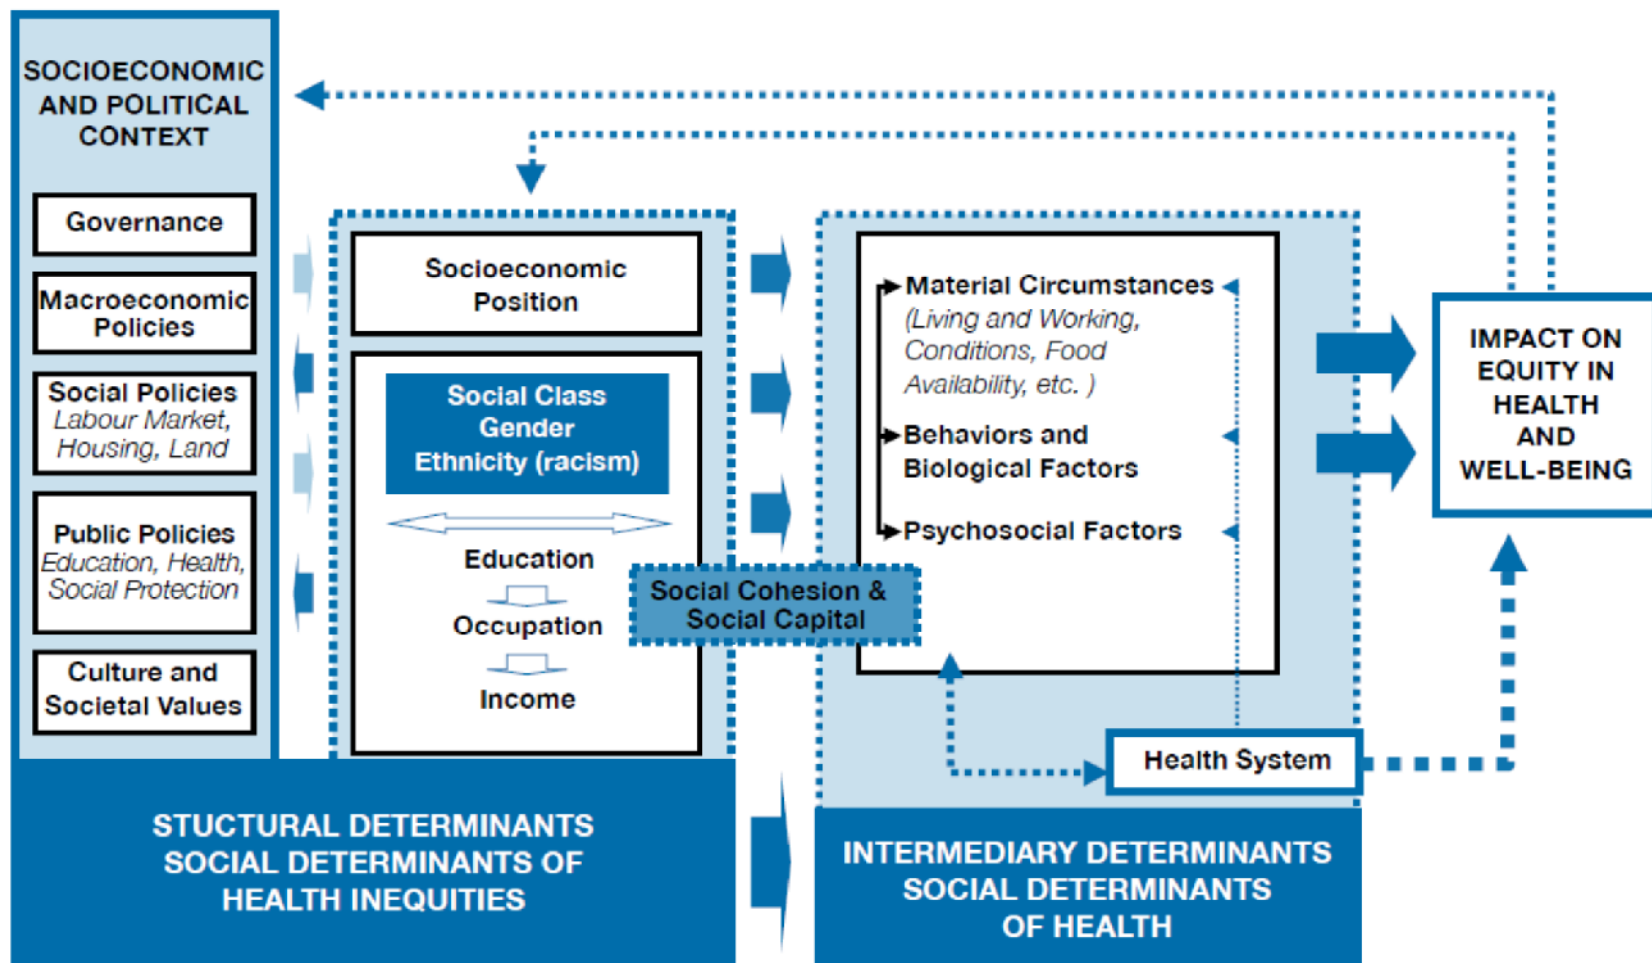 SOCIOECONOMIC
AND POLITICAL
CONTEXT
Governance
Macroeconomic
Policies
Social Policies
Labour Market,
Housing, Land
Public Policies
Education, Health,
Social Protection
Culture and
Societal Values
Socioeconomic
Position
Social Class
Gender
Ethnicity (racism)
Education
Occupation
Income
STUCTURAL DETERMINANTS
SOCIAL DETERMINANTS OF
HEALTH INEQUITIES
Social Cohesion &
Social Capital
Material Circumstances
(Living and Working,
Conditions, Food
Availability, etc. )
Behaviors and
Biological Factors
Psychosocial Factors
Health System
INTERMEDIARY DETERMINANTS
SOCIAL DETERMINANTS
OF HEALTH
IMPACT ON
EQUITY IN
HEALTH
AND
WELL-BEING